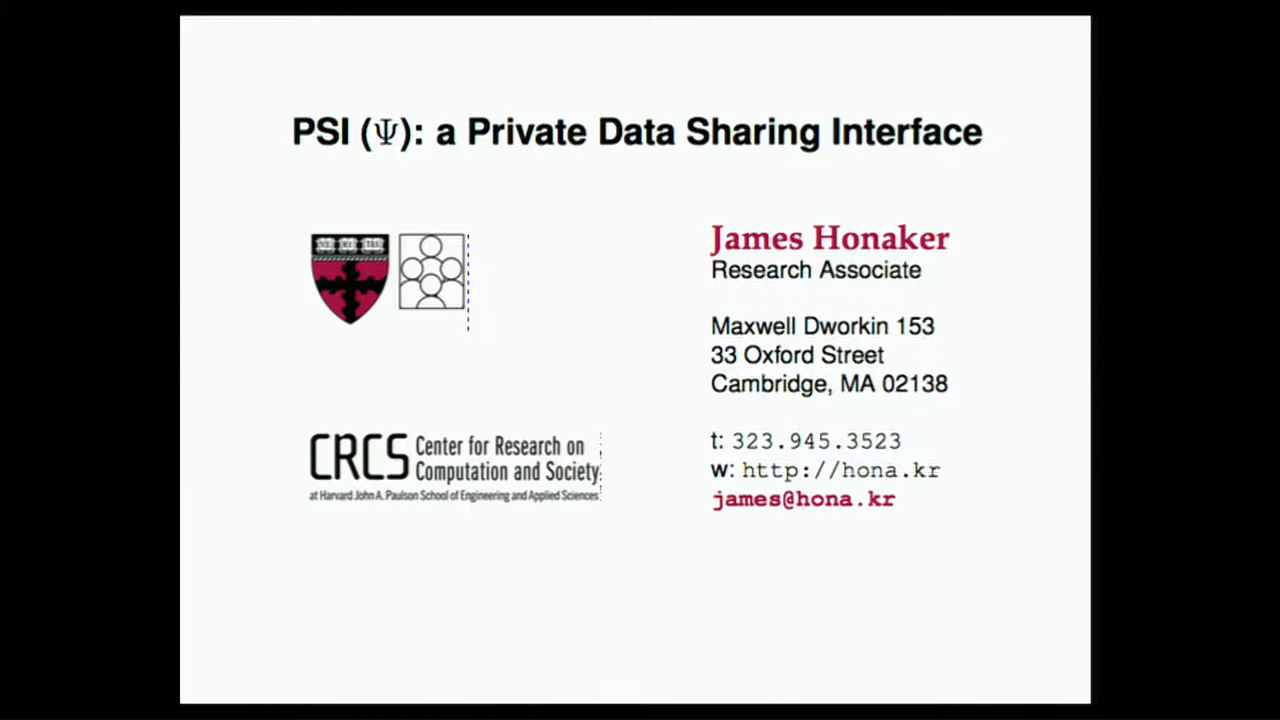 PSI (Ψ): a Private Data Sharing Interface
James Honaker
Research Associate
Maxwell Dworkin 153
33 Oxford Street
Cambridge, MA 02138
t: 323.945.3523
w: http://hona.kr
james@hona.kr
CRCS Center for Research on
Computation and Society
at Harvard John A. Paulson School of Engineering and Applied Sciences